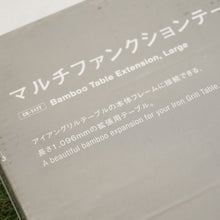 マルチファンクションテー
Bamboo Table Extension, Large
アイアングリルテーブルの本体フレームに接続できる、
長さ1,096mmの拡張用テーブル。
A beautiful bamboo expansion for your Iron Grill Table.